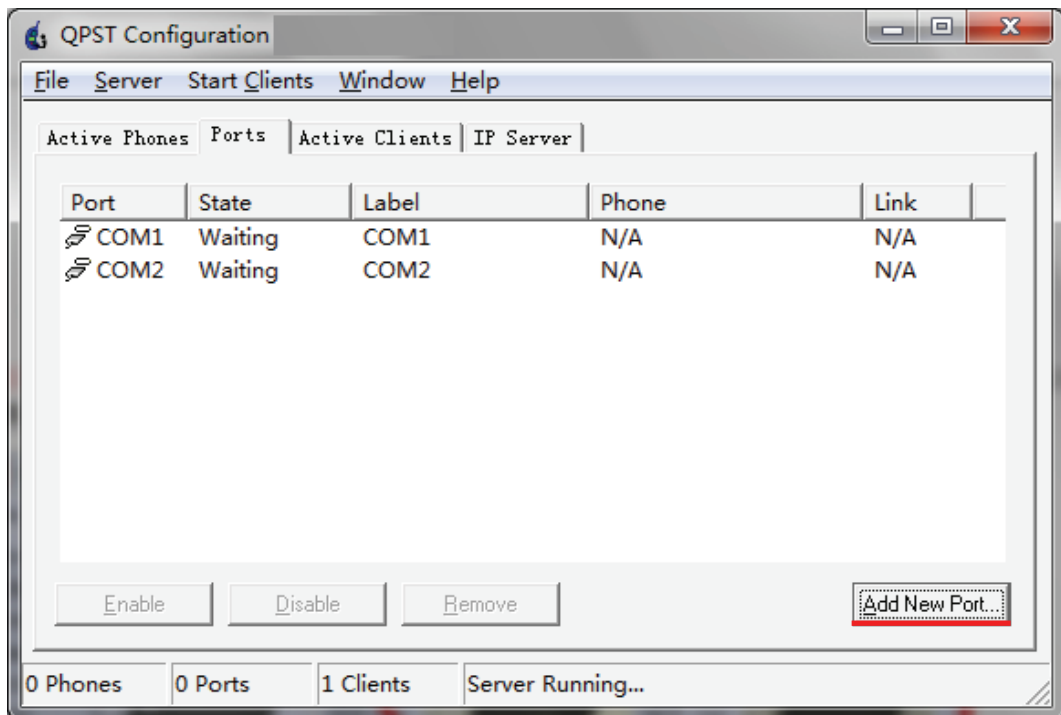 QPST Configuration
File Server Start Clients Window Help
Active Phones Ports Active Clients IP Server
Port State Label Phone Link
COM1 Waiting COM1 N/A N/A
COM2 Waiting COM2 N/A N/A
Enable Disable Remove Add New Port...
0 Phones 0 Ports 1 Clients Server Running...